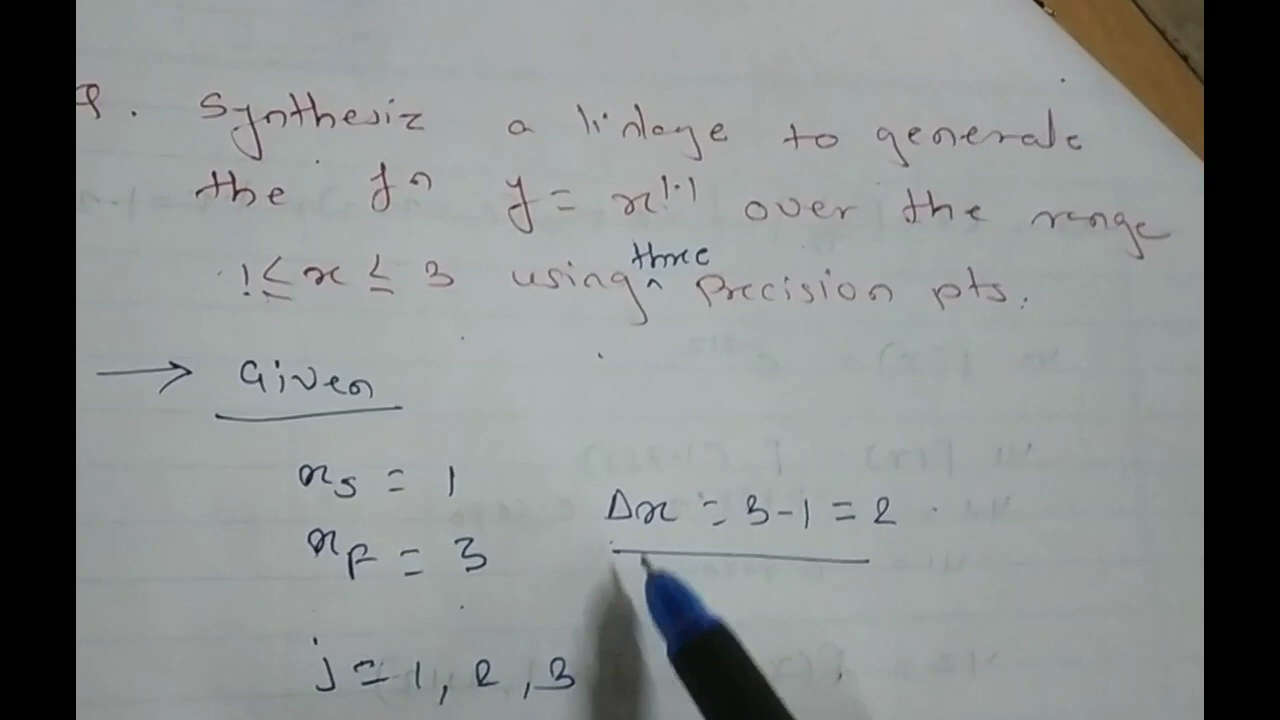 Q. Synthesiz a linkage to generate
the fn y = x^1.1 over the range
1 ≤ x ≤ 3 using ^ three precision pts.
→ Given
xs = 1
Δx = 3-1 = 2
xF = 3
j = 1, 2, 3